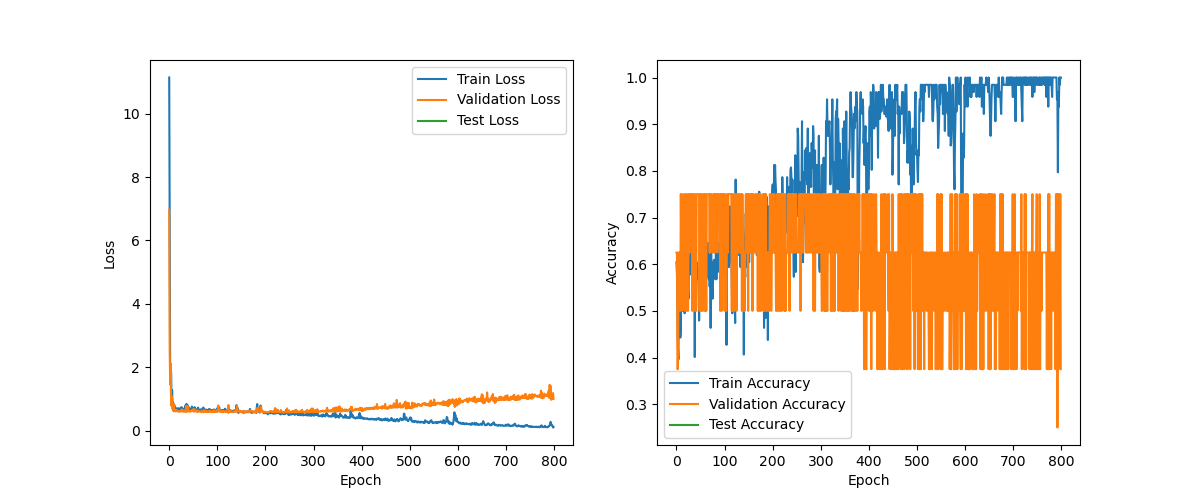 10
8
6
4
2
0
0 100 200 300 400 500 600 700 800
Loss
Epoch
Train Loss
Validation Loss
Test Loss
1.0
0.9
0.8
0.7
0.6
0.5
0.4
0.3
0 100 200 300 400 500 600 700 800
Accuracy
Epoch
Train Accuracy
Validation Accuracy
Test Accuracy